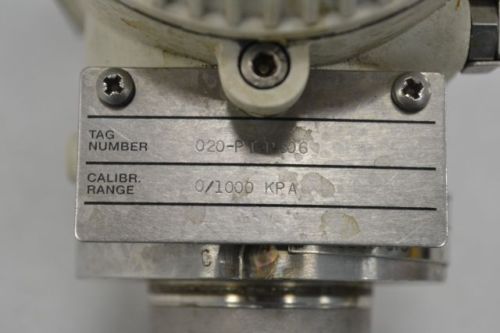 TAG
NUMBER
CALIBR.
RANGE 0/1000 KPA
C